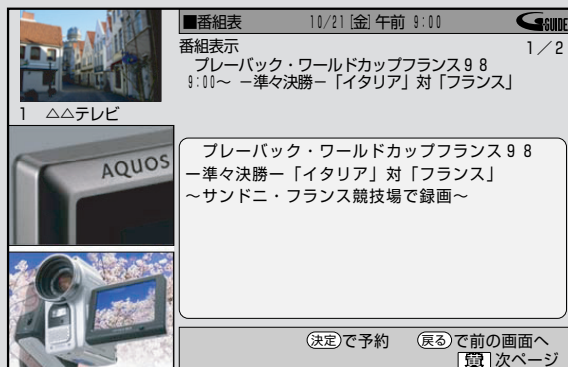 ■番組表 10/21[金]午前 9:00 G-GUIDE
番組表示 1／2
プレーバック・ワールドカップフランス98
9:00～ －準々決勝－「イタリア」対「フランス」
1 △△テレビ
AQUOS
プレーバック・ワールドカップフランス98
－準々決勝－「イタリア」対「フランス」
～サンドニ・フランス競技場で録画～
決定で予約 戻るで前の画面へ
黄 次ページ